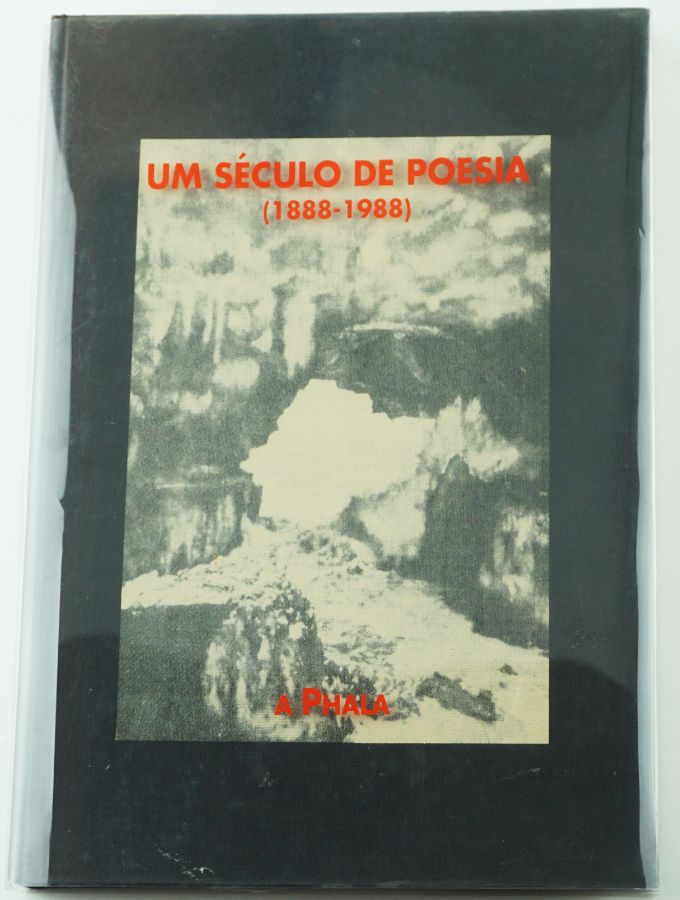 UM SÉCULO DE POESIA
(1888-1988)
A PHALA